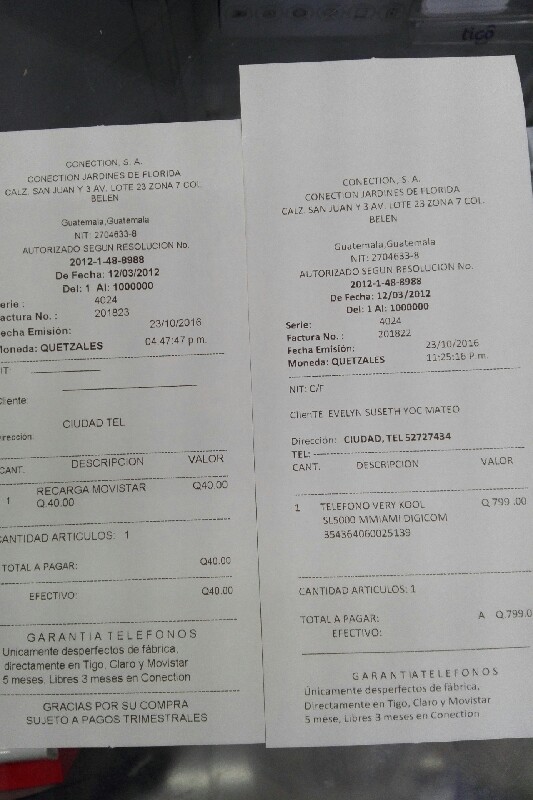 tigo
CONECTION, S. A.
CONECTION JARDINES DE FLORIDA
CALZ. SAN JUAN Y 3 AV. LOTE 23 ZONA 7 COL.
BELEN
Guatemala,Guatemala
NIT: 2704633-8
AUTORIZADO SEGUN RESOLUCION No.
2012-1-48-8988
De Fecha: 12/03/2012
Del: 1 Al: 1000000
erie : 4024
actura No. : 201823
echa Emisión: 23/10/2016
Moneda: QUETZALES 04:47:47 p.m.
IT:
liente:
CIUDAD TEL
irección:
CANT. DESCRIPCION VALOR
1 RECARGA MOVISTAR Q40.00
Q.40.00
CANTIDAD ARTICULOS: 1
TOTAL A PAGAR: Q40.00
EFECTIVO: Q40.00
GARANTIA TELEFONOS
Unicamente desperfectos de fábrica,
directamente en Tigo, Claro y Movistar
5 meses, Libres 3 meses en Conection
GRACIAS POR SU COMPRA
SUJETO A PAGOS TRIMESTRALES
CONECTION, S. A.
CONECTION JARDINES DE FLORIDA
CALZ. SAN JUAN Y 3 AV. LOTE 23 ZONA 7 COL.
BELEN
Guatemala,Guatemala
NIT: 2704633-8
AUTORIZADO SEGUN RESOLUCION No.
2012-1-48-8988
De Fecha: 12/03/2012
Del: 1 Al: 1000000
Serie: 4024
Factura No. : 201822
Fecha Emisión: 23/10/2016
Moneda: QUETZALES 11:25:16 P.m.
NIT: C/F
ClienTE EVELYN SUSETH YOC MATEO
Dirección: CIUDAD, TEL 52727434
TEL:
CANT. DESCRIPCION VALOR
1 TELEFONO VERY KOOL Q 799 .00
SL5000 MMIAMI DIGICOM
354364060025139
CANTIDAD ARTICULOS: 1
TOTAL A PAGAR: A Q.799.0
EFECTIVO:
GARANTIATELEFONOS
Unicamente desperfectos de fábrica,
Directamente en Tigo, Claro y Movistar
5 mese, Libres 3 meses en Conection